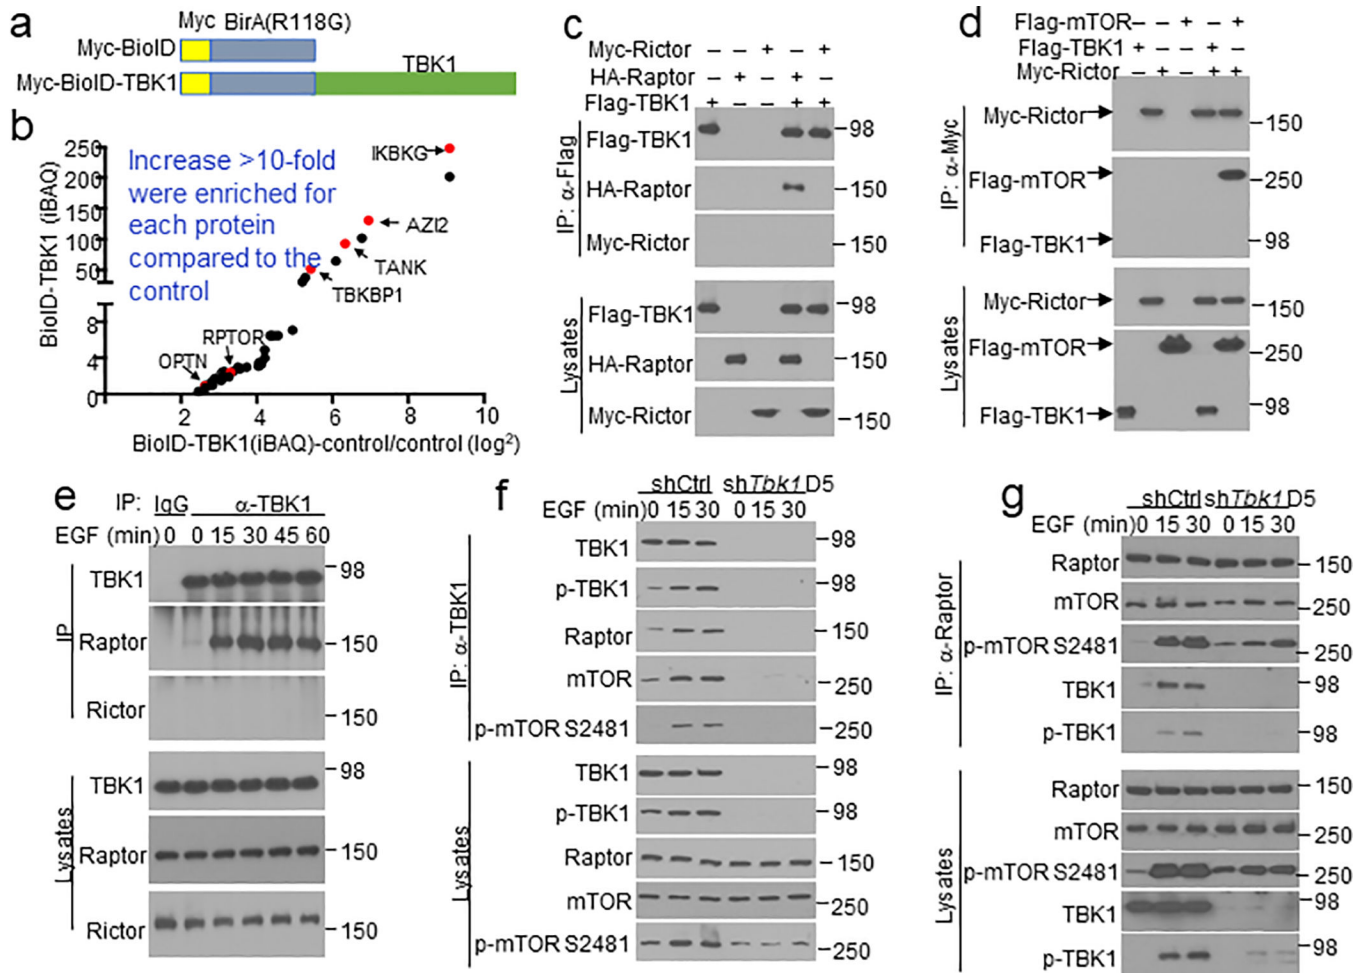 a
Myc BirA(R118G)
Myc-BioID
Myc-BioID-TBK1
TBK1
b
BioID-TBK1 (iBAQ)
250
200
150
100
50
8
4
0
2 4 6 8 10
Increase >10-fold
were enriched for
each protein
compared to the
control
IKBKG
AZI2
TANK
TBKBP1
RPTOR
OPTN
BioID-TBK1(iBAQ)-control/control (log2)
c
Myc-Rictor – – + – +
HA-Raptor – + – + –
Flag-TBK1 + – – + +
IP: α-Flag
Flag-TBK1 98
HA-Raptor 150
Myc-Rictor 150
Lysates
Flag-TBK1 98
HA-Raptor 150
Myc-Rictor 150
d
Flag-mTOR – – + – +
Flag-TBK1 + – – + –
Myc-Rictor – + – + +
IP: α-Myc
Myc-Rictor 150
Flag-mTOR 250
Flag-TBK1 98
Lysates
Myc-Rictor 150
Flag-mTOR 250
Flag-TBK1 98
e
IP: IgG α-TBK1
EGF (min) 0 0 15 30 45 60
IP
TBK1 98
Raptor 150
Rictor 150
Lysates
TBK1 98
Raptor 150
Rictor 150
f
shCtrl shTbk1D5
EGF (min) 0 15 30 0 15 30
IP: α-TBK1
TBK1 98
p-TBK1 98
Raptor 150
mTOR 250
p-mTOR S2481 250
Lysates
TBK1 98
p-TBK1 98
Raptor 150
mTOR 250
p-mTOR S2481 250
g
shCtrl shTbk1D5
EGF (min) 0 15 30 0 15 30
IP: α-Raptor
Raptor 150
mTOR 250
p-mTOR S2481 250
TBK1 98
p-TBK1 98
Lysates
Raptor 150
mTOR 250
p-mTOR S2481 250
TBK1 98
p-TBK1 98